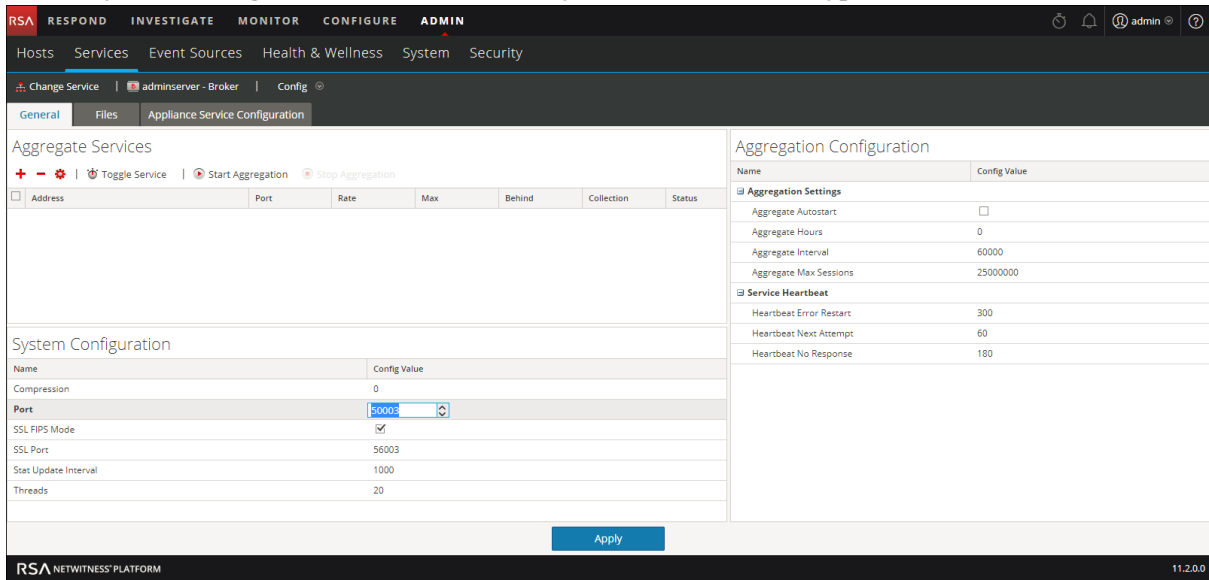 RSA RESPOND INVESTIGATE MONITOR CONFIGURE ADMIN admin ?
Hosts Services Event Sources Health & Wellness System Security
Change Service | adminserver - Broker | Config
General Files Appliance Service Configuration
Aggregate Services
Toggle Service | Start Aggregation Stop Aggregation
Address Port Rate Max Behind Collection Status
System Configuration
Name Config Value
Compression 0
Port 50003
SSL FIPS Mode
SSL Port 56003
Stat Update Interval 1000
Threads 20
Aggregation Configuration
Name Config Value
Aggregation Settings
Aggregate Autostart
Aggregate Hours 0
Aggregate Interval 60000
Aggregate Max Sessions 25000000
Service Heartbeat
Heartbeat Error Restart 300
Heartbeat Next Attempt 60
Heartbeat No Response 180
Apply
RSA NETWITNESS® PLATFORM 11.2.0.0